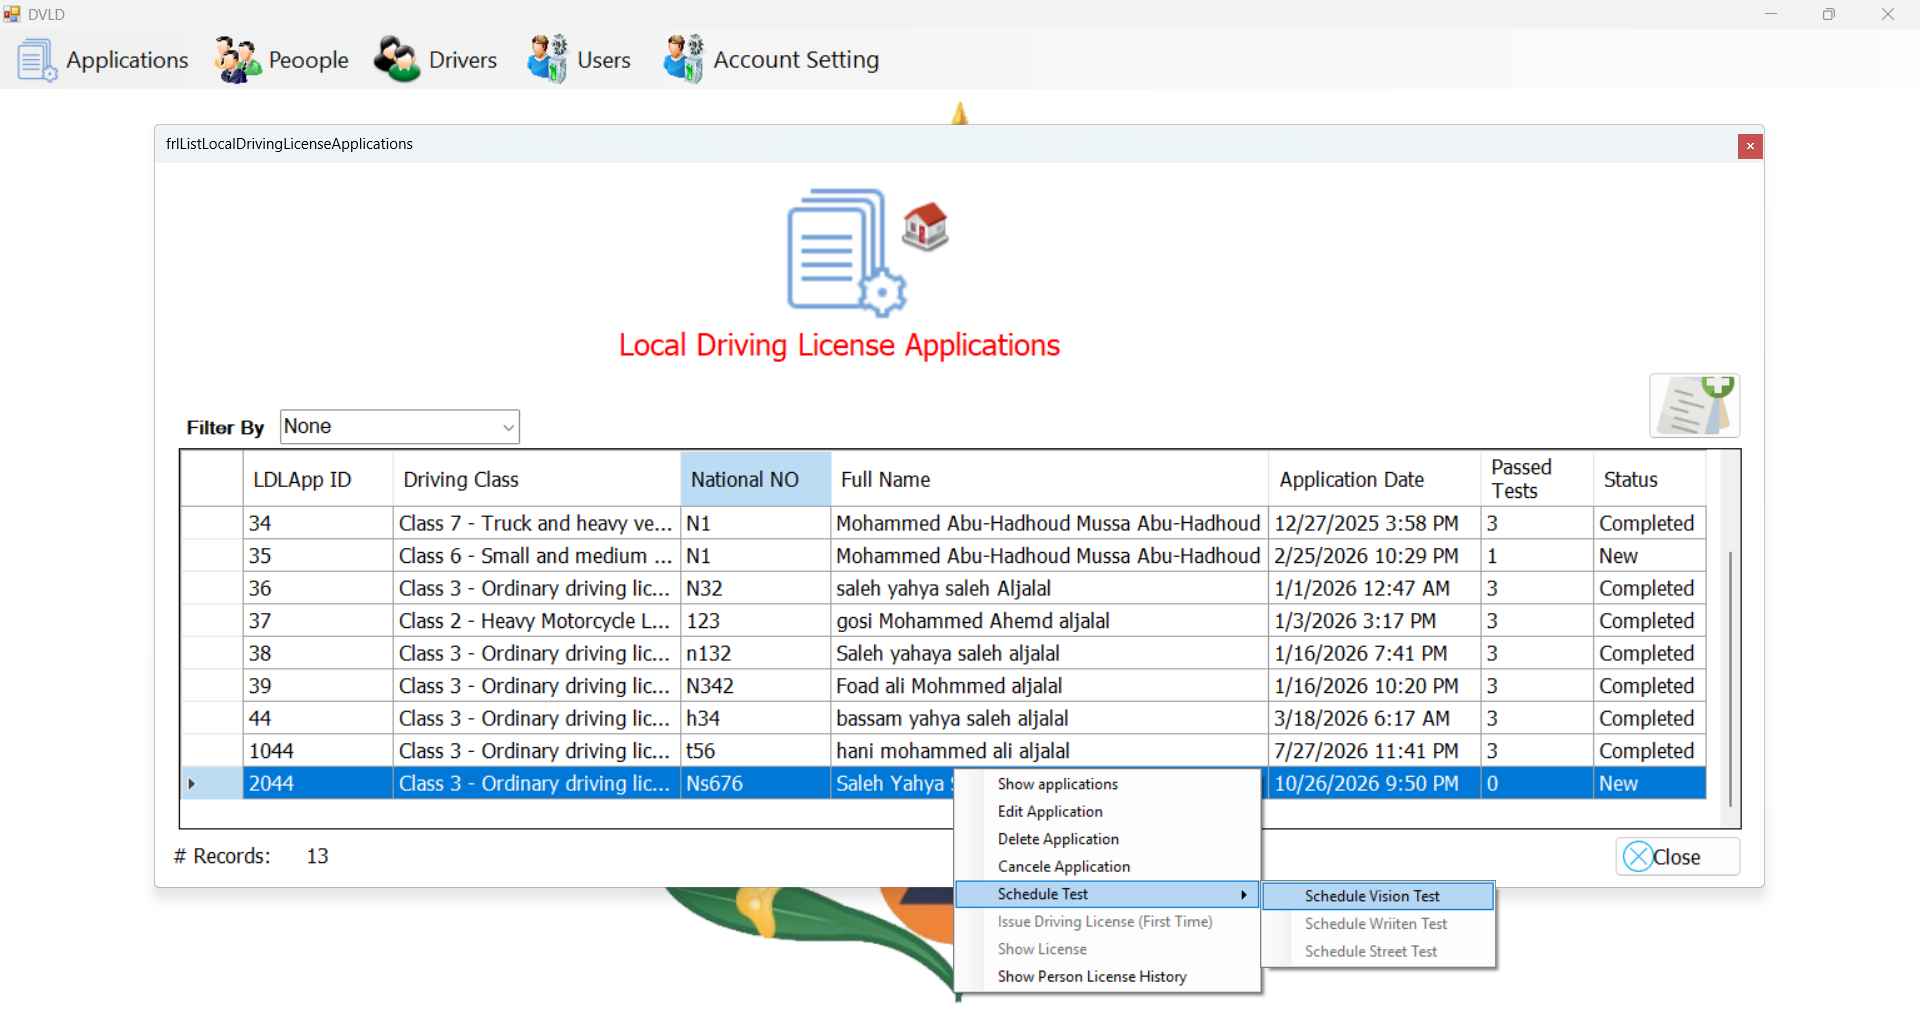 DVLD
Applications Peoople Drivers Users Account Setting
frlListLocalDrivingLicenseApplications
Local Driving License Applications
Filter By None
LDLApp ID Driving Class National NO Full Name Application Date Passed Tests Status
34 Class 7 - Truck and heavy ve... N1 Mohammed Abu-Hadhoud Mussa Abu-Hadhoud 12/27/2025 3:58 PM 3 Completed
35 Class 6 - Small and medium ... N1 Mohammed Abu-Hadhoud Mussa Abu-Hadhoud 2/25/2026 10:29 PM 1 New
36 Class 3 - Ordinary driving lic... N32 saleh yahya saleh Aljalal 1/1/2026 12:47 AM 3 Completed
37 Class 2 - Heavy Motorcycle L... 123 gosi Mohammed Ahemd aljalal 1/3/2026 3:17 PM 3 Completed
38 Class 3 - Ordinary driving lic... n132 Saleh yahaya saleh aljalal 1/16/2026 7:41 PM 3 Completed
39 Class 3 - Ordinary driving lic... N342 Foad ali Mohmmed aljalal 1/16/2026 10:20 PM 3 Completed
44 Class 3 - Ordinary driving lic... h34 bassam yahya saleh aljalal 3/18/2026 6:17 AM 3 Completed
1044 Class 3 - Ordinary driving lic... t56 hani mohammed ali aljalal 7/27/2026 11:41 PM 3 Completed
2044 Class 3 - Ordinary driving lic... Ns676 Saleh Yahya 10/26/2026 9:50 PM 0 New
Show applications
Edit Application
Delete Application
Cancele Application
Schedule Test
Issue Driving License (First Time)
Show License
Show Person License History
Schedule Vision Test
Schedule Wriiten Test
Schedule Street Test
# Records: 13
Close